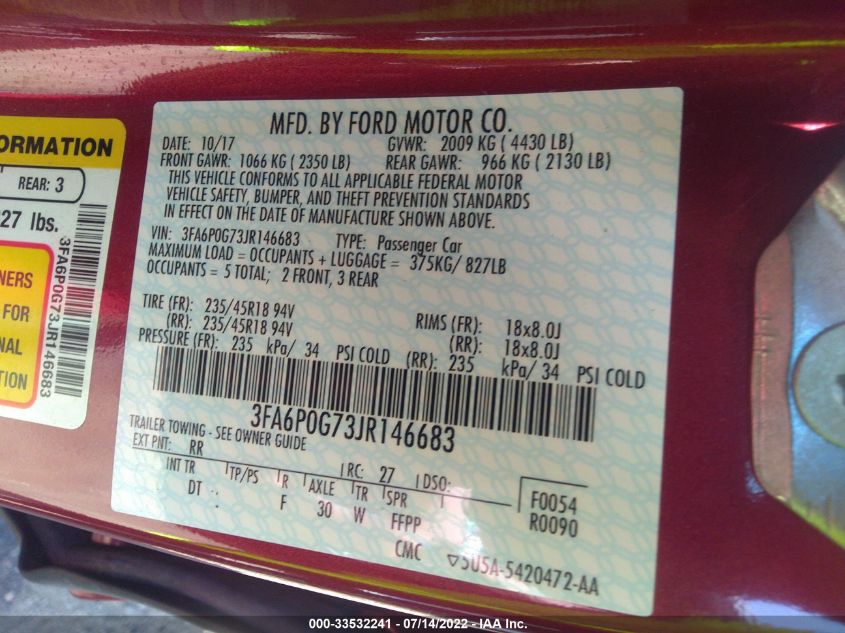 ORMATION
REAR: 3
27 lbs.
3FA6P0G73JR146683
NERS
FOR
NAL
TION
MFD. BY FORD MOTOR CO.
DATE: 10/17 GVWR: 2009 KG ( 4430 LB)
FRONT GAWR: 1066 KG ( 2350 LB) REAR GAWR: 966 KG ( 2130 LB)
THIS VEHICLE CONFORMS TO ALL APPLICABLE FEDERAL MOTOR
VEHICLE SAFETY, BUMPER, AND THEFT PREVENTION STANDARDS
IN EFFECT ON THE DATE OF MANUFACTURE SHOWN ABOVE.
VIN: 3FA6P0G73JR146683 TYPE: Passenger Car
MAXIMUM LOAD = OCCUPANTS + LUGGAGE = 375KG/ 827LB
OCCUPANTS = 5 TOTAL; 2 FRONT, 3 REAR
TIRE (FR): 235/45R18 94V RIMS (FR): 18x8.0J
(RR): 235/45R18 94V (RR): 18x8.0J
PRESSURE (FR): 235 kPa/ 34 PSI COLD (RR): 235 kPa/ 34 PSI COLD
3FA6P0G73JR146683
TRAILER TOWING - SEE OWNER GUIDE
EXT PNT: RR RC: 27 DSO:
INT TR TP/PS R AXLE TR SPR F0054
DT F 30 W FFPP R0090
CMC ▽5U5A-5420472-AA
000-33532241 - 07/14/2022 - IAA Inc.